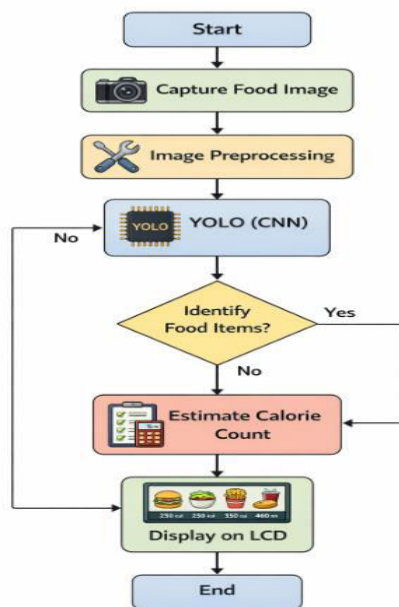 Start
Capture Food Image
Image Preprocessing
YOLO
YOLO (CNN)
No
Identify
Food Items?
Yes
No
Estimate Calorie
Count
Display on LCD
End